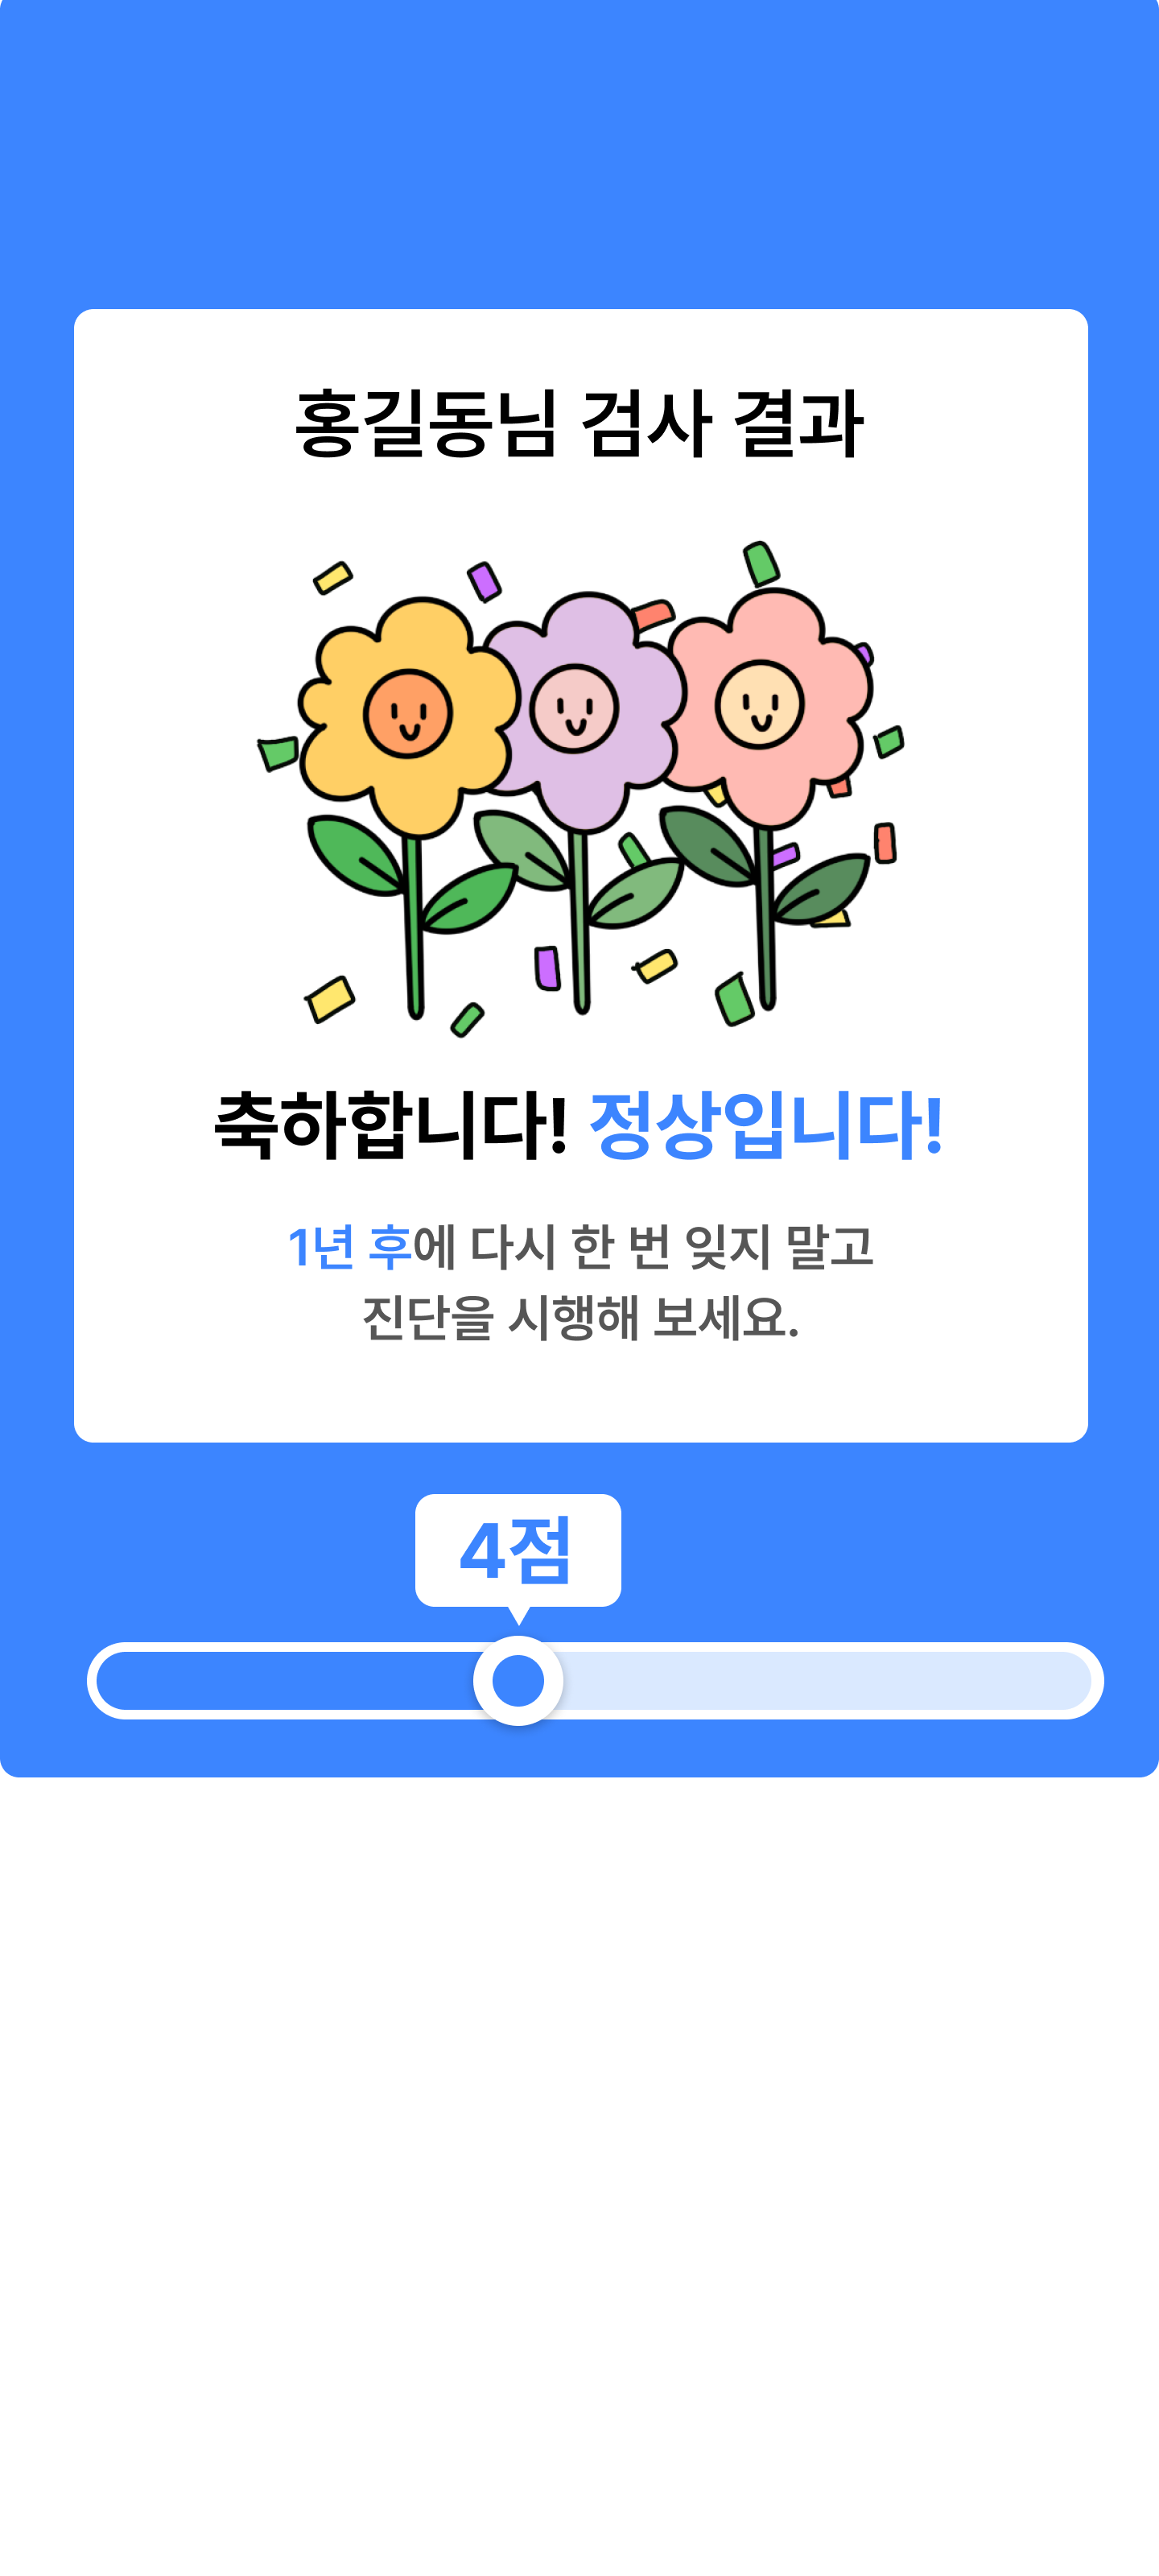 홍길동님 검사 결과
축하합니다! 정상입니다!
1년 후에 다시 한 번 잊지 말고
진단을 시행해 보세요.
4점